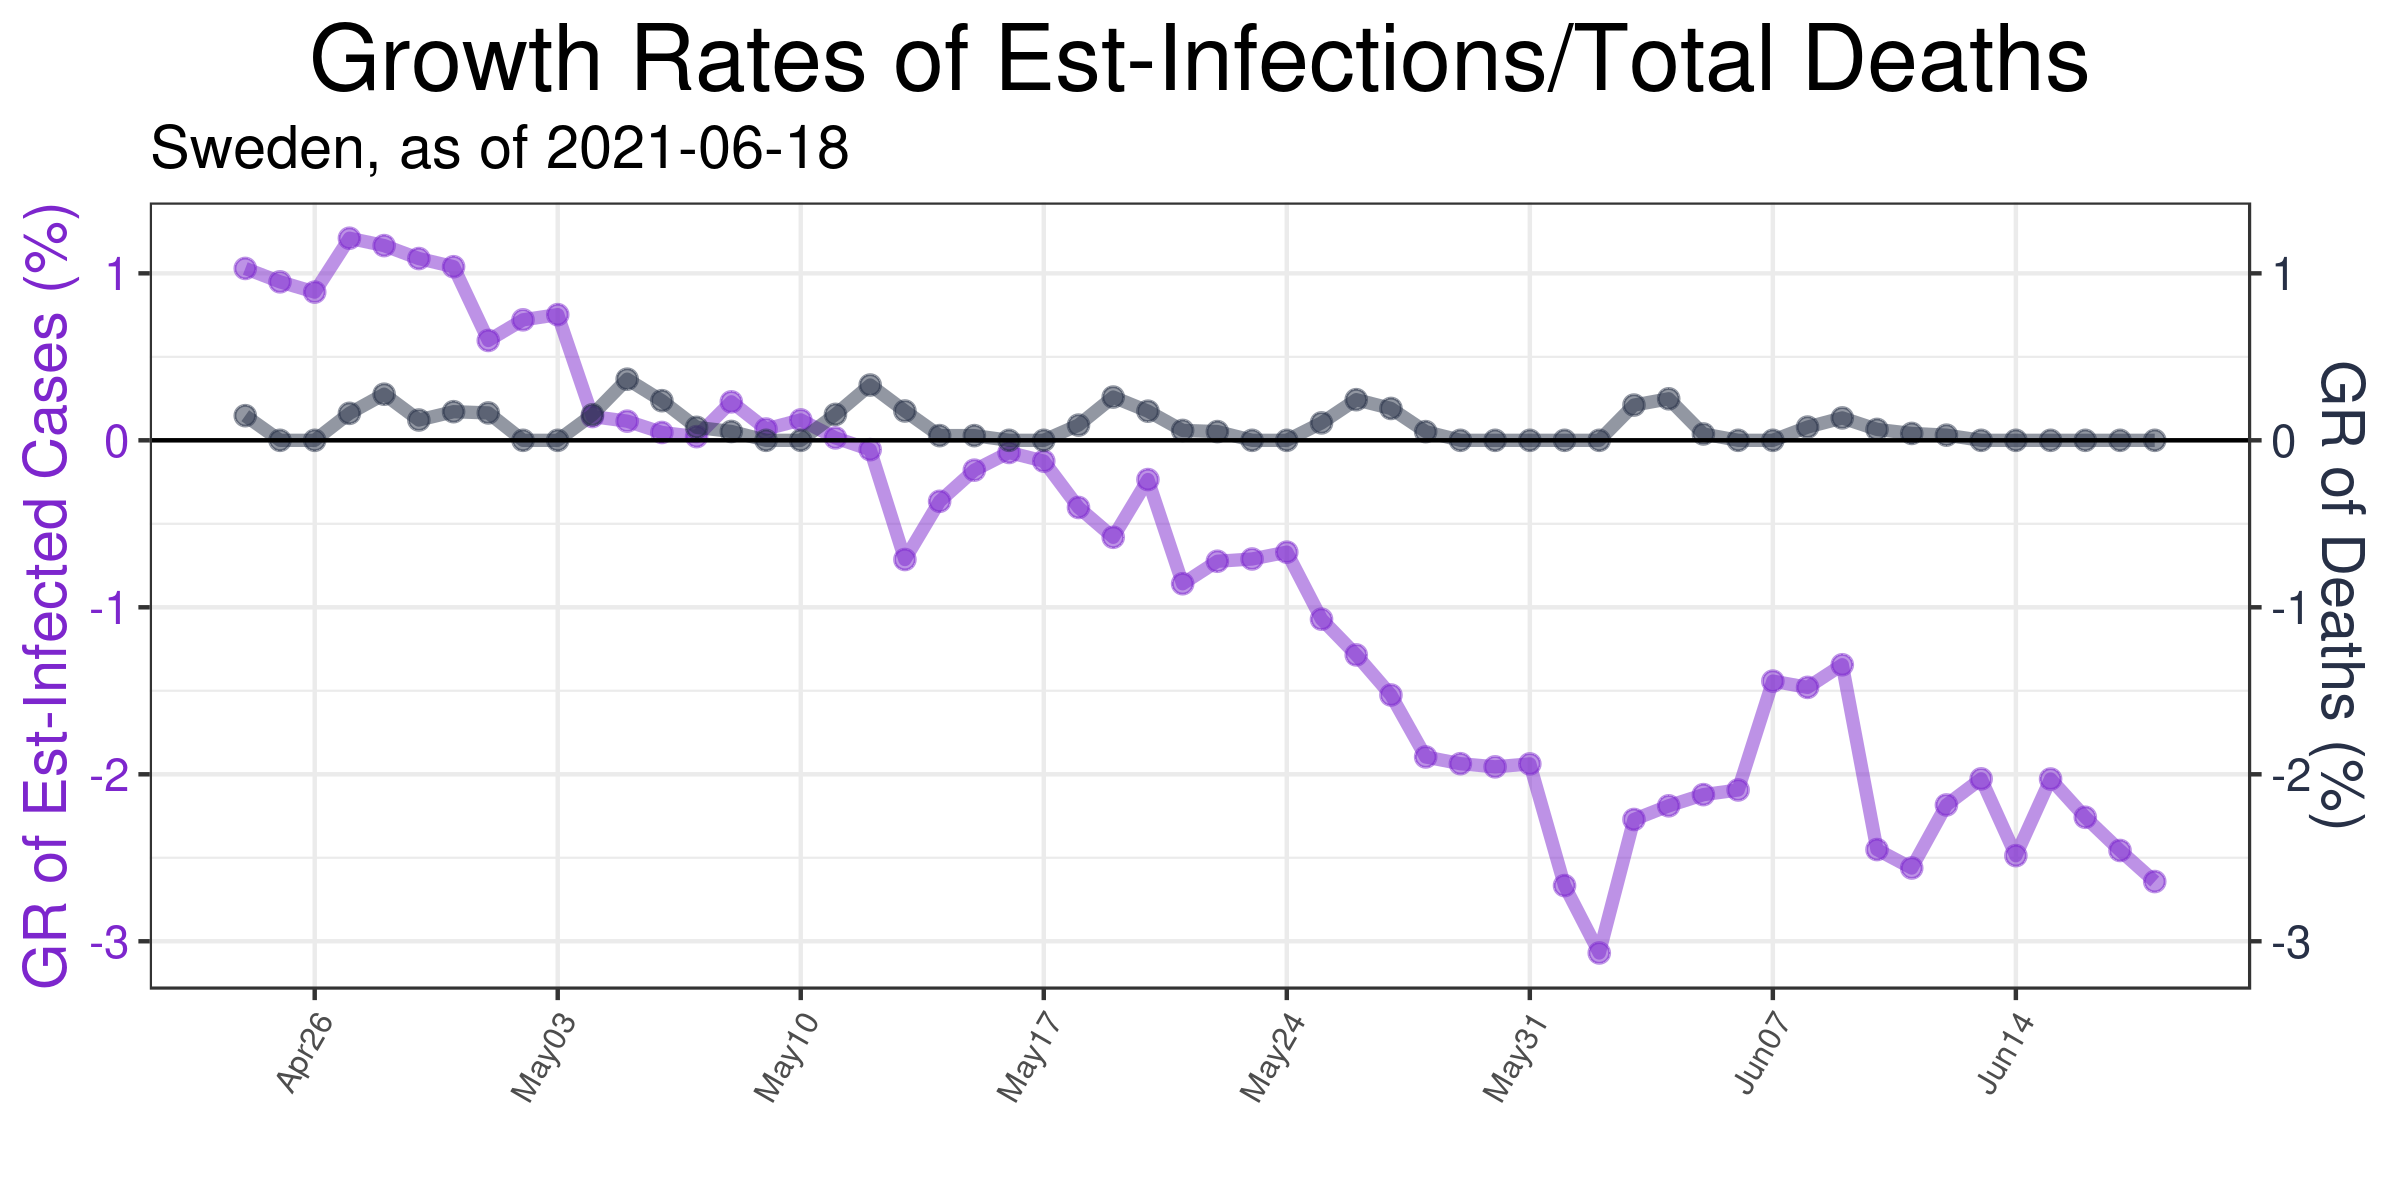 Growth Rates of Est-Infections/Total Deaths
Sweden, as of 2021-06-18
GR of Est-Infected Cases (%)
1
0
-1
-2
-3
1
0
-1
-2
-3
GR of Deaths (%)
Apr26
May03
May10
May17
May24
May31
Jun07
Jun14